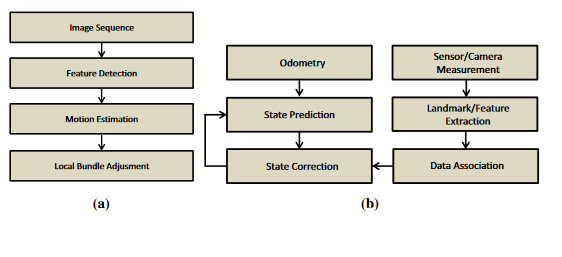 Image Sequence
Feature Detection
Motion Estimation
Local Bundle Adjusment
(a)
Odometry
State Prediction
State Correction
Sensor/Camera
Measurement
Landmark/Feature
Extraction
Data Association
(b)